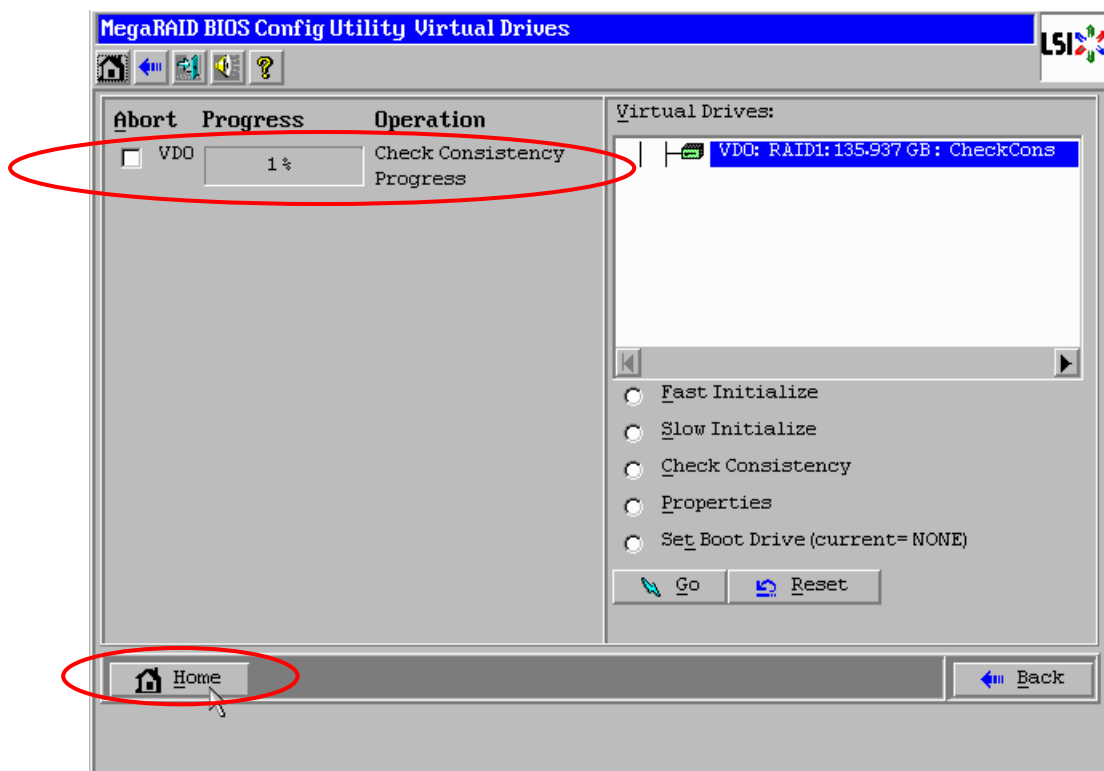 MegaRAID BIOS Config Utility Virtual Drives
LSI
Abort Progress Operation
VD0 1% Check Consistency
Progress
Virtual Drives:
VD0: RAID1: 135.937 GB: CheckCons
Fast Initialize
Slow Initialize
Check Consistency
Properties
Set Boot Drive (current= NONE)
Go Reset
Home Back